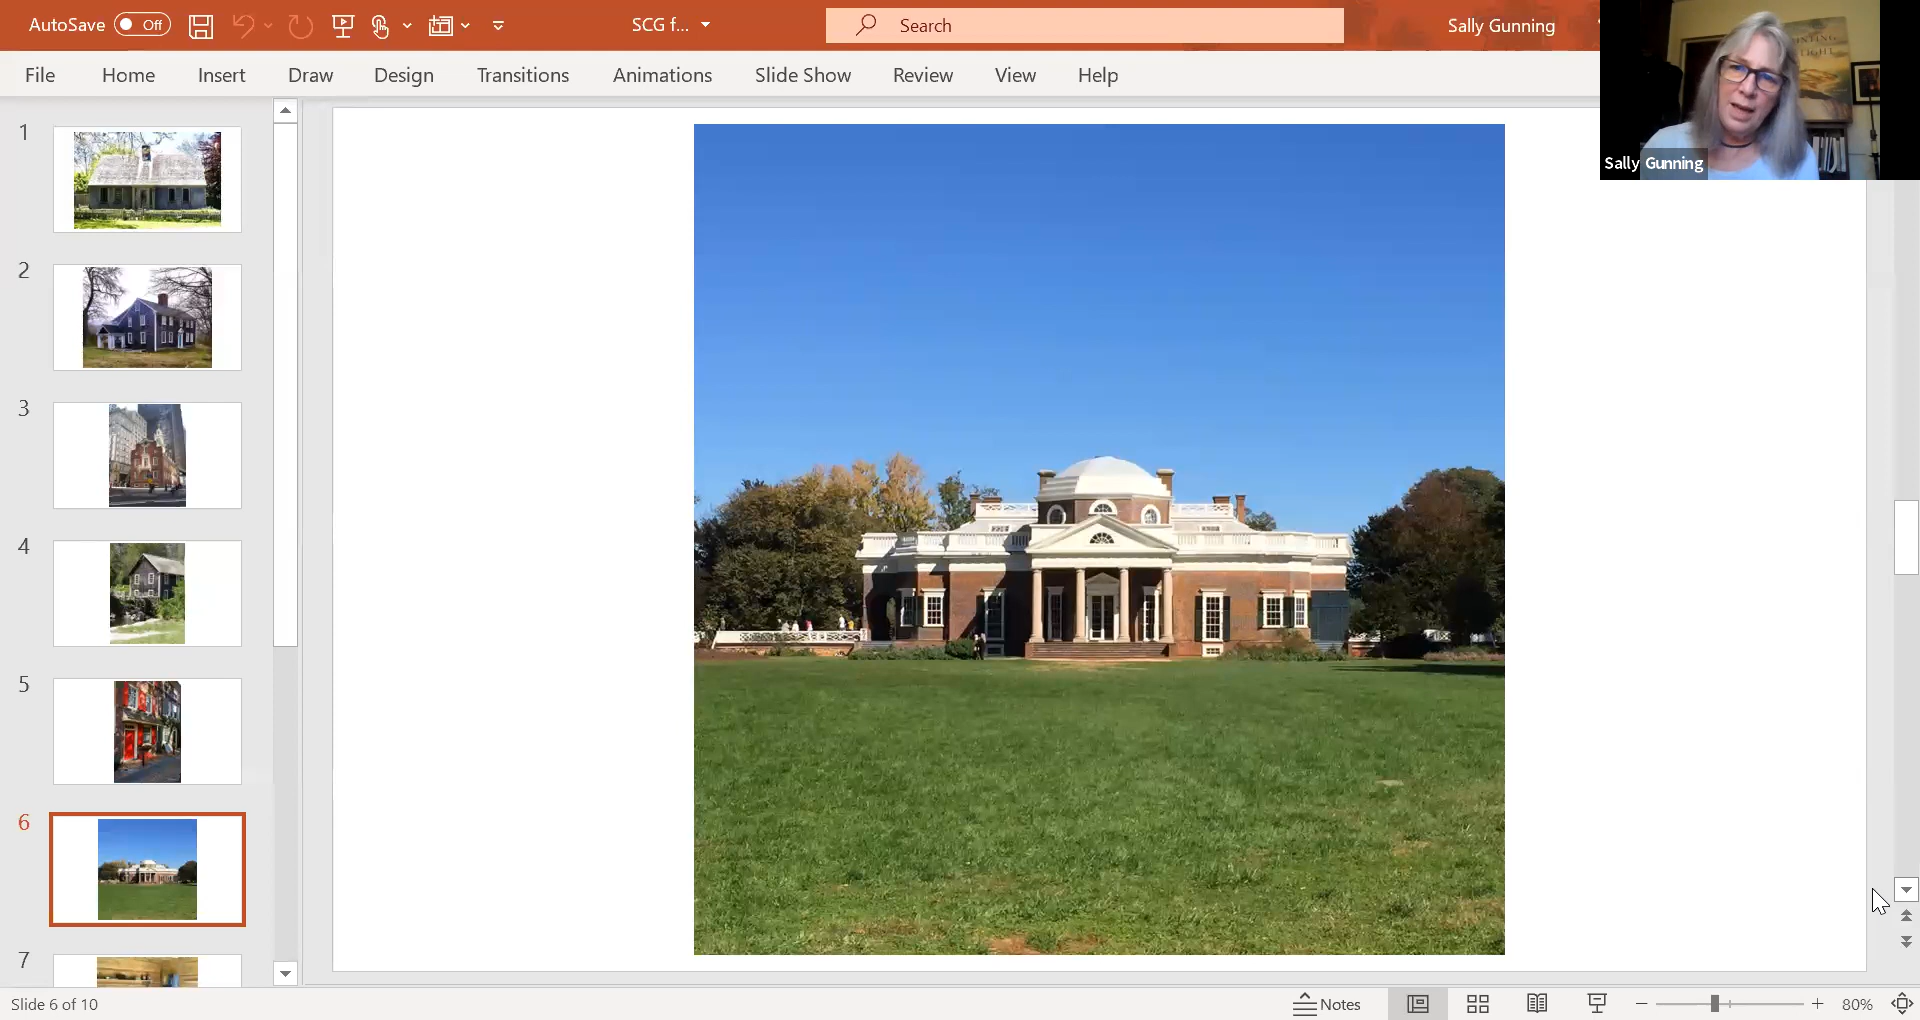 AutoSave Off SCG f... Search Sally Gunning
File Home Insert Draw Design Transitions Animations Slide Show Review View Help
Sally Gunning
1
2
3
4
5
6
7
Slide 6 of 10 Notes 80%